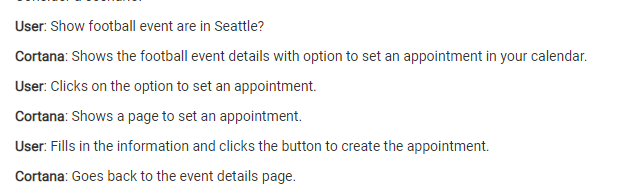 User: Show football event are in Seattle?
Cortana: Shows the football event details with option to set an appointment in your calendar.
User: Clicks on the option to set an appointment.
Cortana: Shows a page to set an appointment.
User: Fills in the information and clicks the button to create the appointment.
Cortana: Goes back to the event details page.